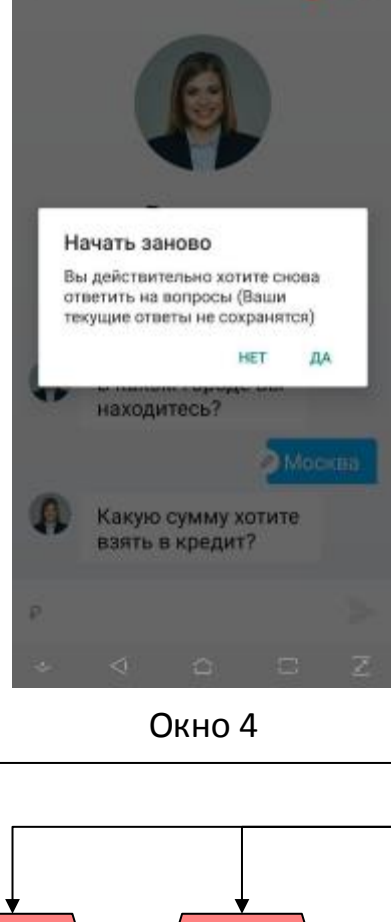 Начать заново
Вы действительно хотите снова
ответить на вопросы (Ваши
текущие ответы не сохранятся)
НЕТ ДА
находитесь?
Москва
Какую сумму хотите
взять в кредит?
₽
Окно 4